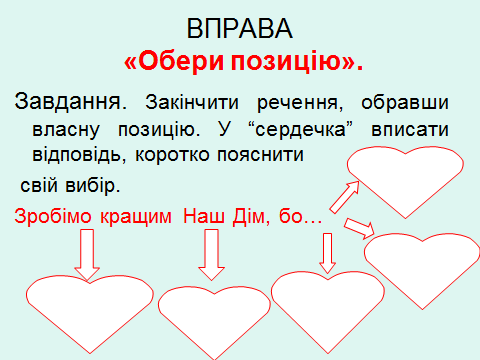 ВПРАВА
«Обери позицію».
Завдання. Закінчити речення, обравши
власну позицію. У “сердечка” вписати
відповідь, коротко пояснити
свій вибір.
Зробімо кращим Наш Дім, бо…